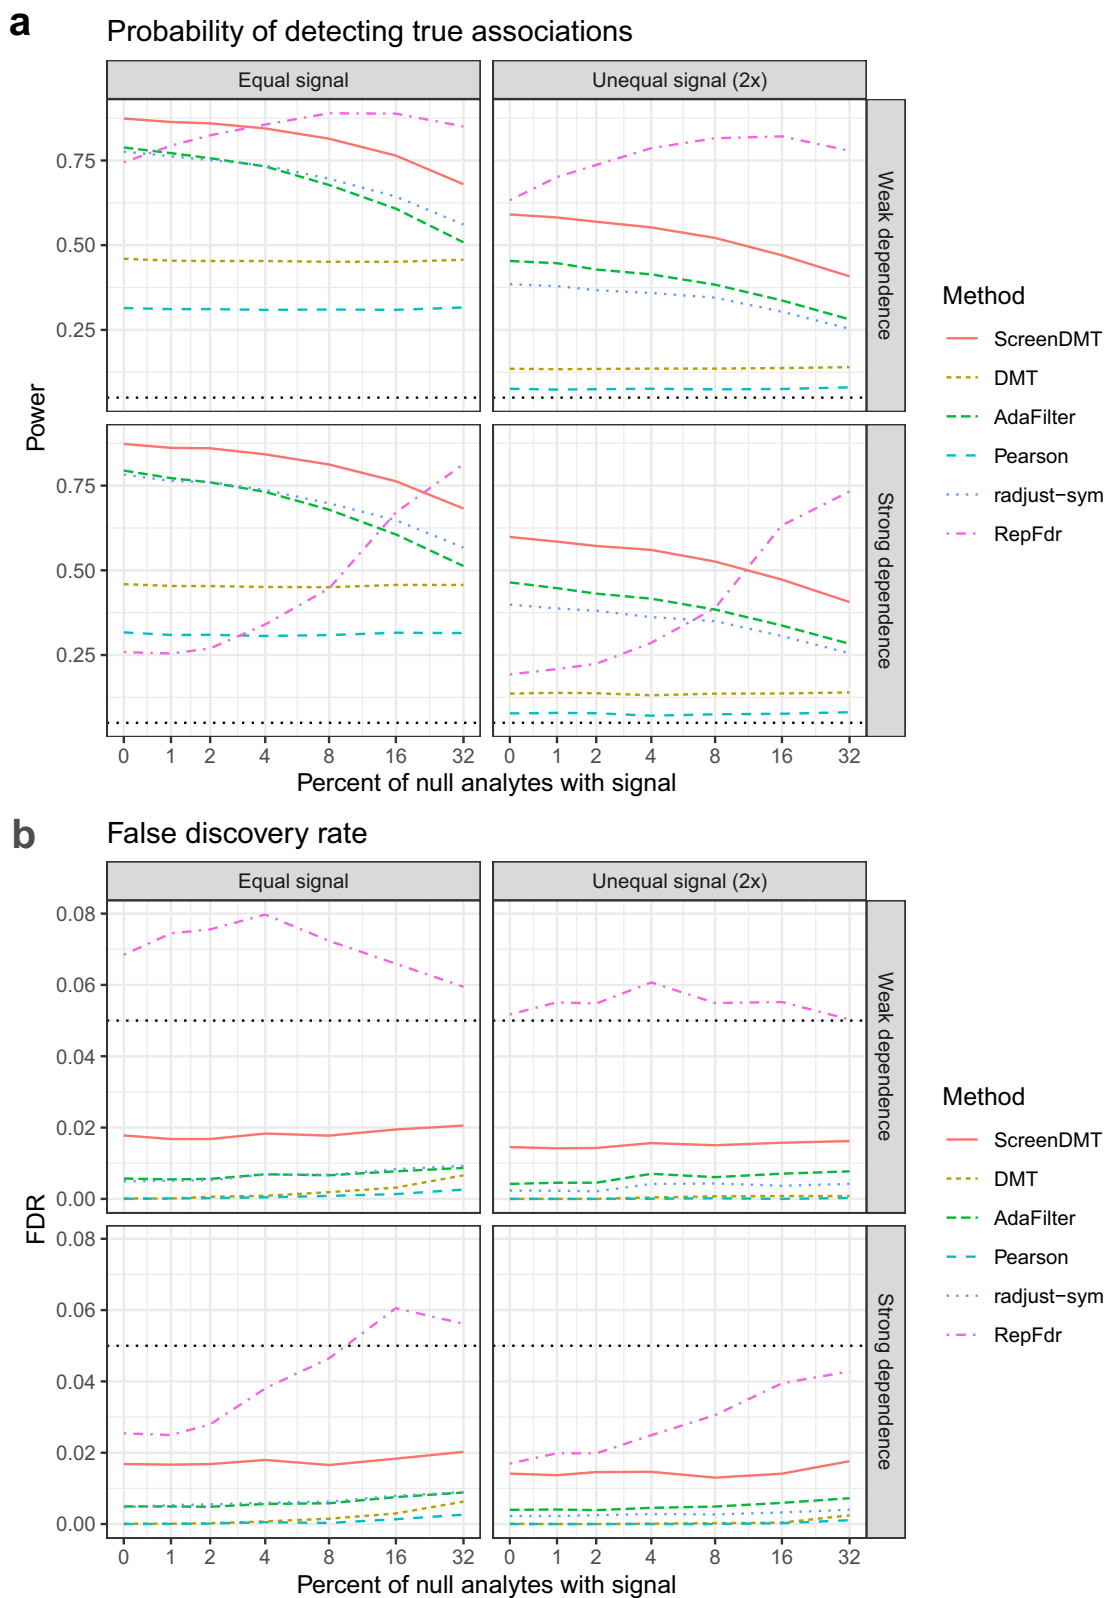 a
Probability of detecting true associations
Equal signal
Unequal signal (2x)
0.75
0.50
0.25
Weak dependence
Power
0.75
0.50
0.25
Strong dependence
0 1 2 4 8 16 32
0 1 2 4 8 16 32
Percent of null analytes with signal
Method
ScreenDMT
DMT
AdaFilter
Pearson
radjust−sym
RepFdr
b
False discovery rate
Equal signal
Unequal signal (2x)
0.08
0.06
0.04
0.02
0.00
Weak dependence
FDR
0.08
0.06
0.04
0.02
0.00
Strong dependence
0 1 2 4 8 16 32
0 1 2 4 8 16 32
Percent of null analytes with signal
Method
ScreenDMT
DMT
AdaFilter
Pearson
radjust−sym
RepFdr